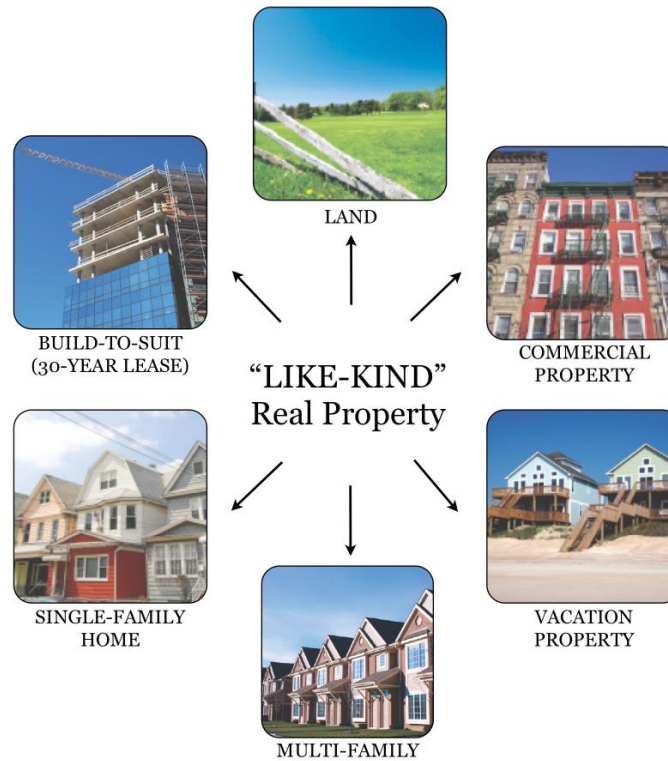 LAND
BUILD-TO-SUIT
(30-YEAR LEASE)
COMMERCIAL
PROPERTY
“LIKE-KIND”
Real Property
SINGLE-FAMILY
HOME
VACATION
PROPERTY
MULTI-FAMILY